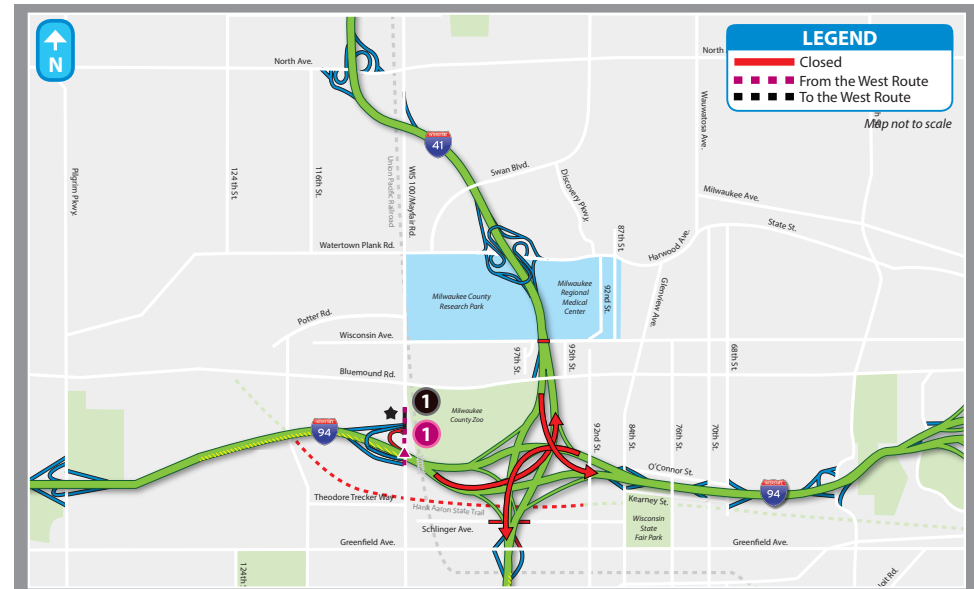 N
LEGEND
Closed
From the West Route
To the West Route
Map not to scale
North Ave.
North
INTERSTATE
41
Pilgrim Pkwy.
124th St.
116th St.
Union Pacific Railroad
WIS 100/Mayfair Rd.
Swan Blvd.
Discovery Pkwy.
Wauwatosa Ave.
Milwaukee Ave.
State St.
Watertown Plank Rd.
87th St.
Harwood Ave.
Glenview Ave.
Milwaukee County
Research Park
Milwaukee
Regional
Medical
Center
92nd St.
Potter Rd.
Wisconsin Ave.
97th St.
95th St.
68th St.
Bluemound Rd.
1
1
Milwaukee
County Zoo
INTERSTATE
94
92nd St.
84th St.
76th St.
70th St.
O'Connor St.
INTERSTATE
94
Theodore Trecker Way
Hank Aaron State Trail
Kearney St.
Schlinger Ave.
Wisconsin
State
Fair Park
Greenfield Ave.
Greenfield Ave.
124th
oit Rd.